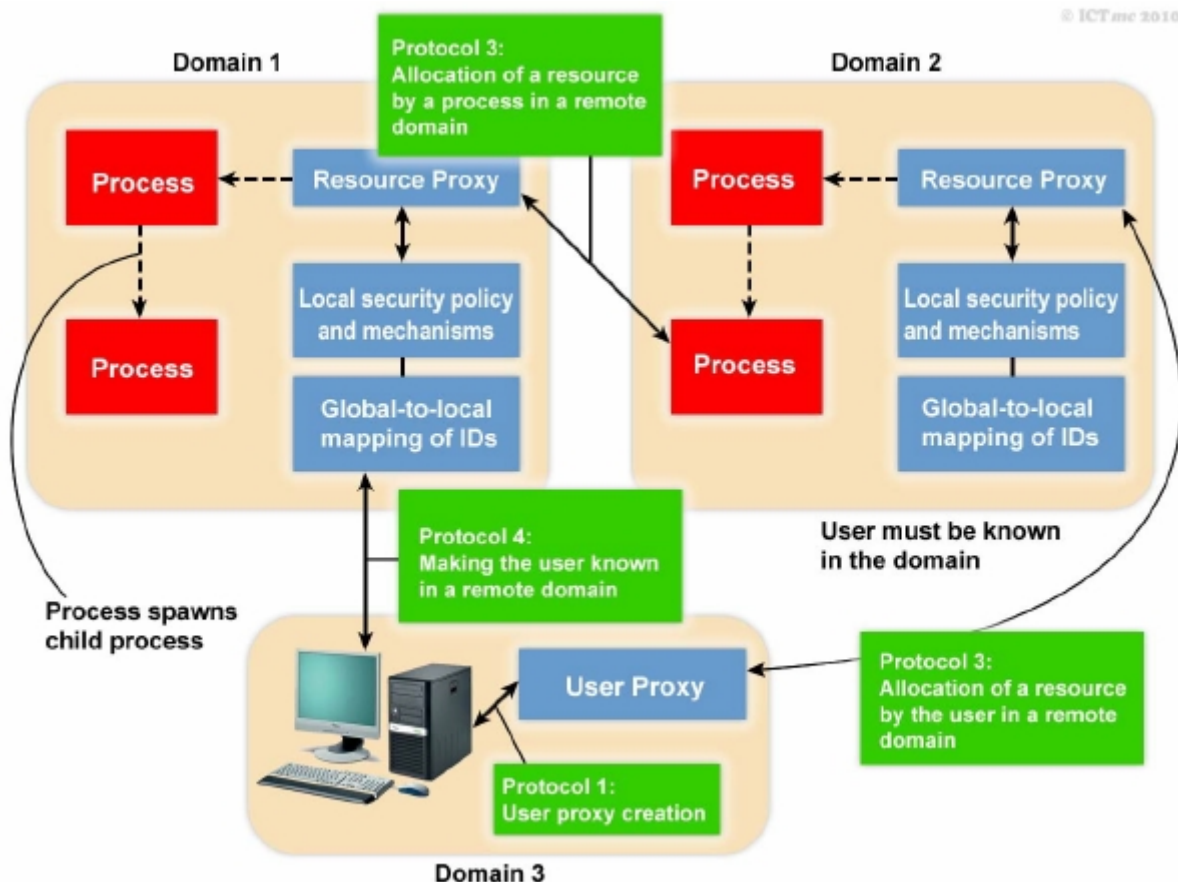 © ICTmc 2010
Domain 1
Protocol 3:
Allocation of a resource
by a process in a remote
domain
Domain 2
Process
Resource Proxy
Local security policy
and mechanisms
Process
Global-to-local
mapping of IDs
Process
Resource Proxy
Local security policy
and mechanisms
Process
Global-to-local
mapping of IDs
Protocol 4:
Making the user known
in a remote domain
User must be known
in the domain
Process spawns
child process
User Proxy
Protocol 3:
Allocation of a resource
by the user in a remote
domain
Protocol 1:
User proxy creation
Domain 3